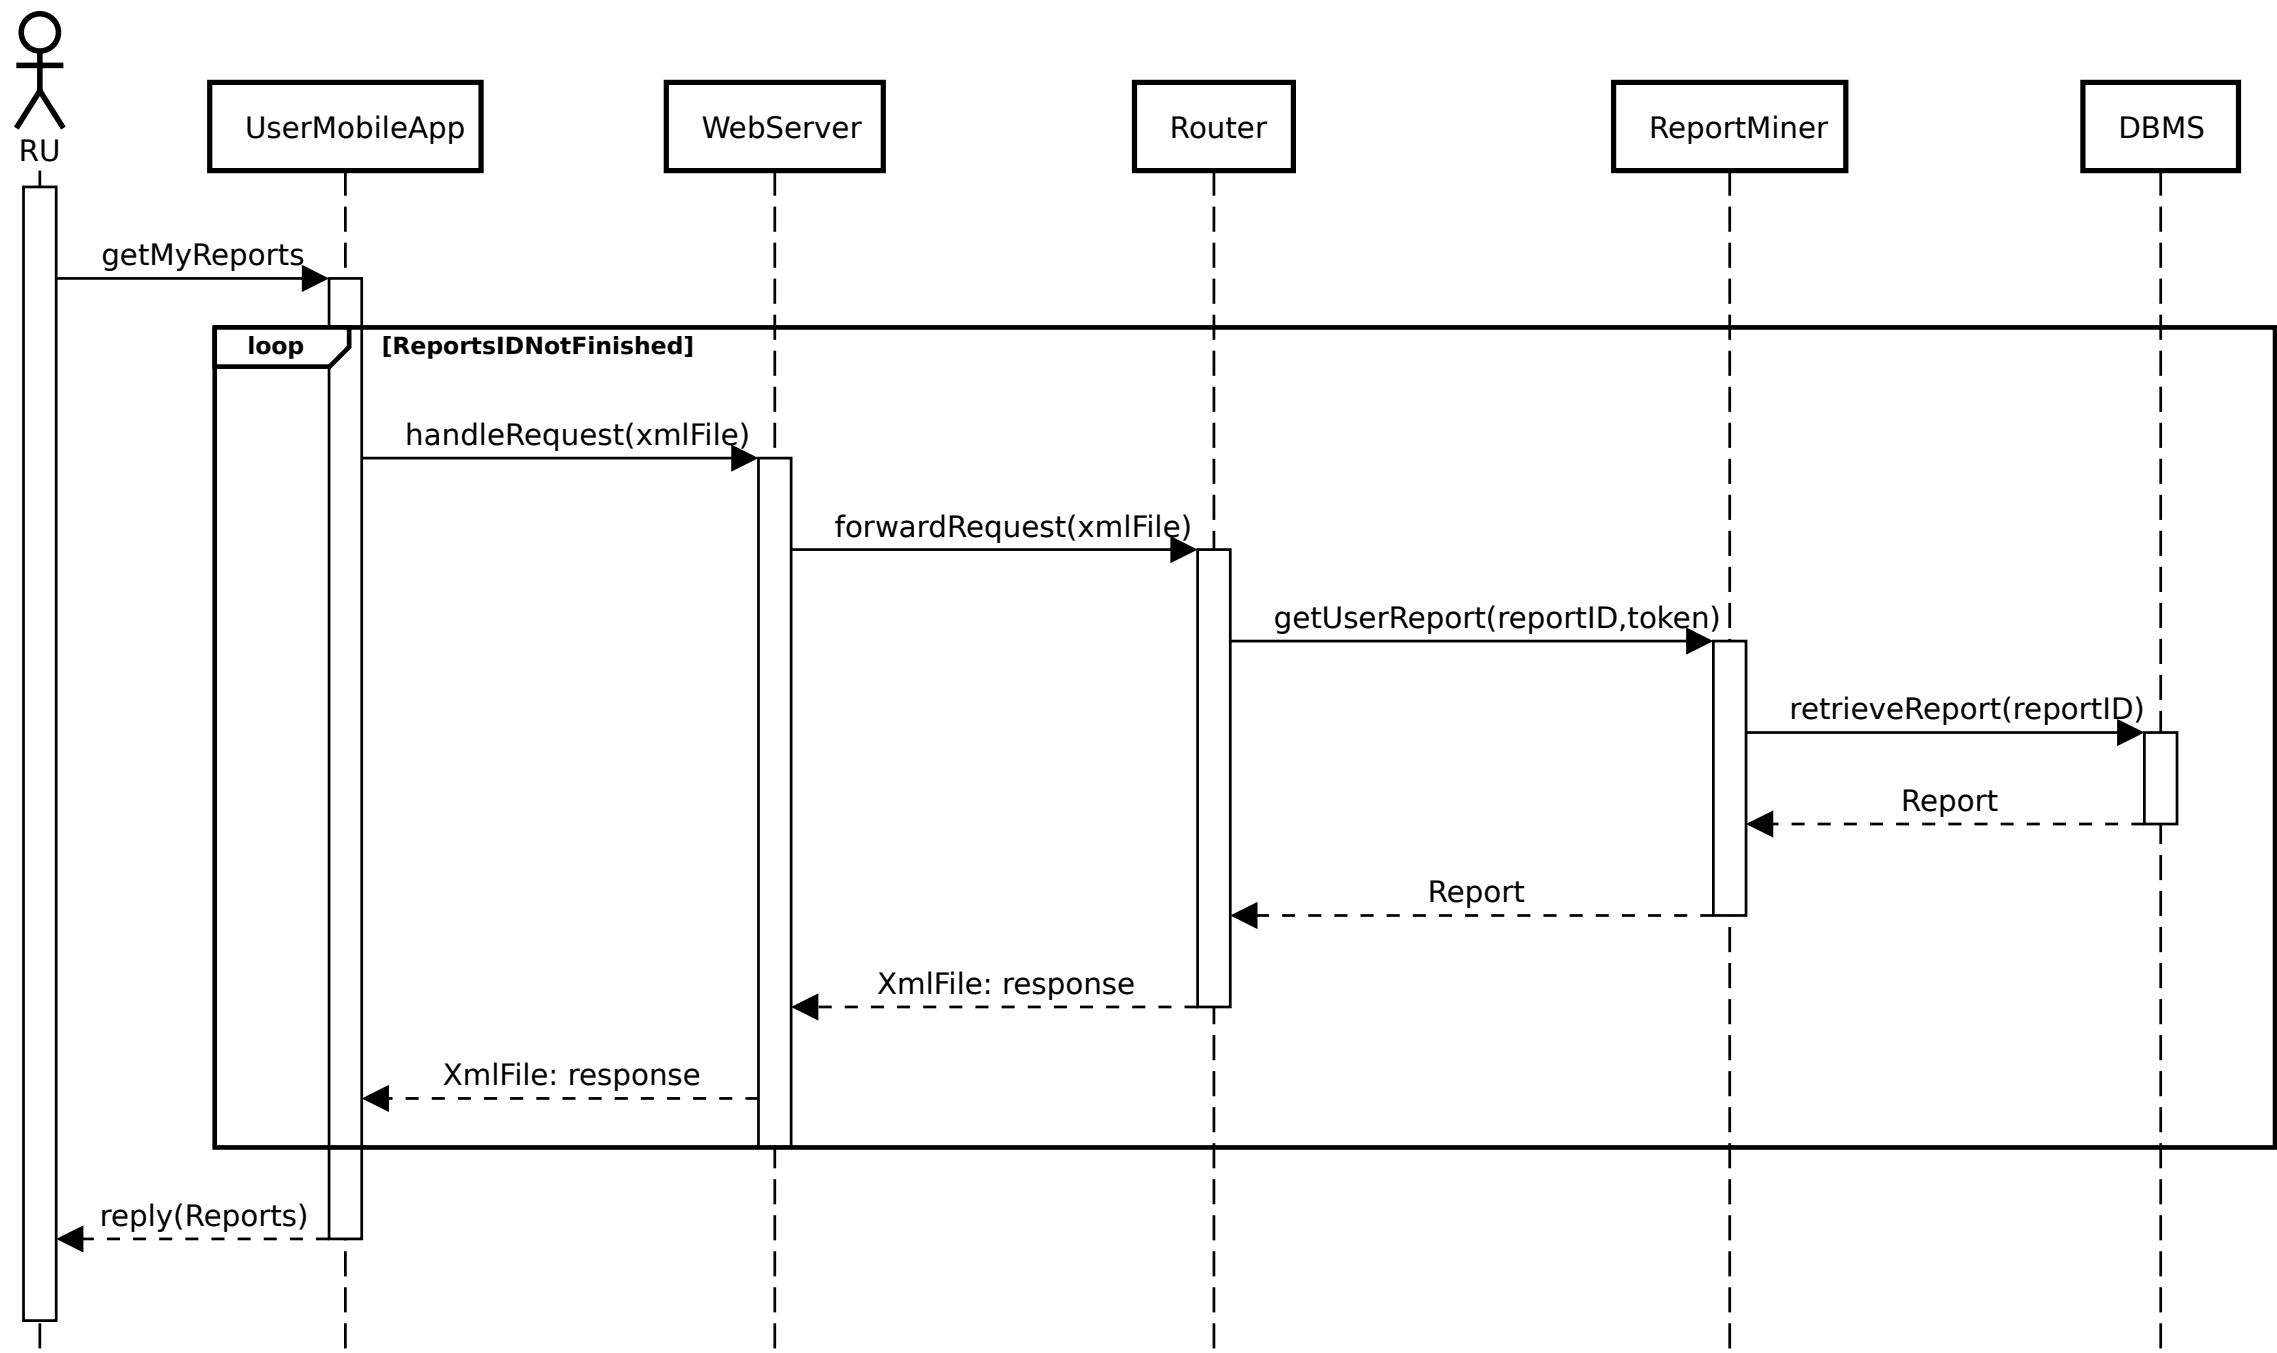 RU
UserMobileApp
WebServer
Router
ReportMiner
DBMS
getMyReports
loop
[ReportsIDNotFinished]
handleRequest(xmlFile)
forwardRequest(xmlFile)
getUserReport(reportID,token)
retrieveReport(reportID)
Report
Report
XmlFile: response
XmlFile: response
reply(Reports)